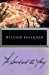 WILLIAM FAULKNER
The Sound and the Fury